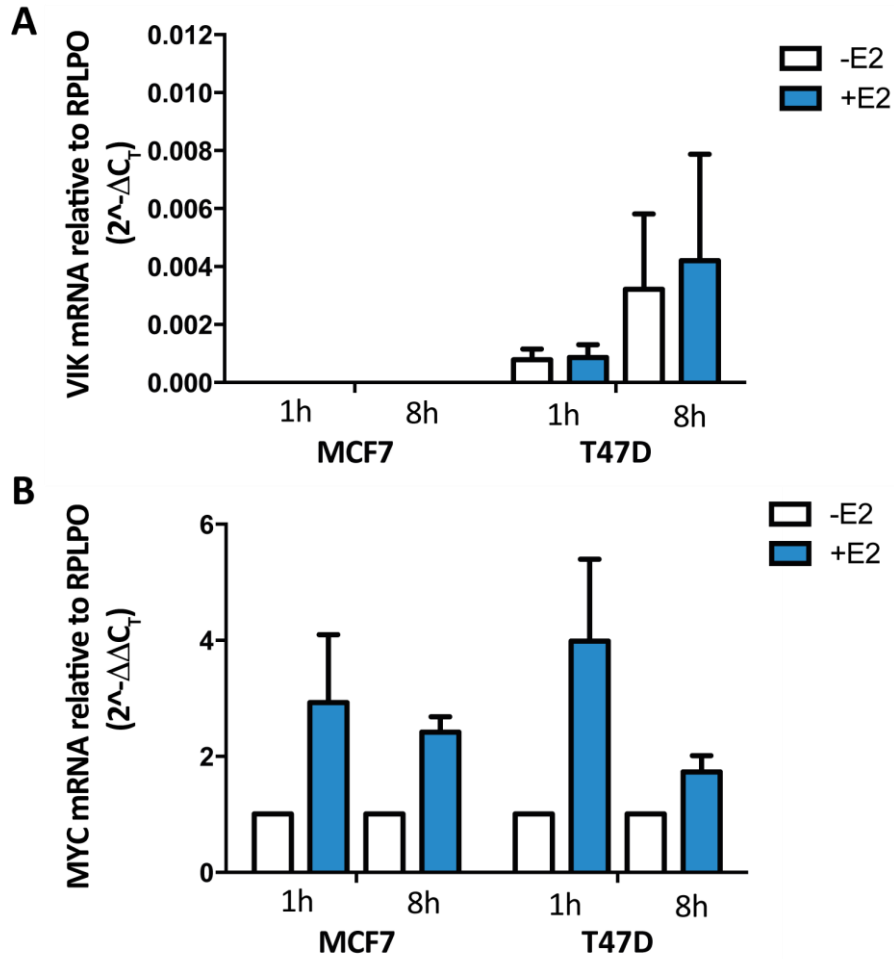 A
VIK mRNA relative to RPLPO
(2^-ΔC_T)
0.012
0.010
0.008
0.006
0.004
0.002
0.000
-E2
+E2
1h 8h 1h 8h
MCF7 T47D
B
MYC mRNA relative to RPLPO
(2^-ΔΔC_T)
6
4
2
0
-E2
+E2
1h 8h 1h 8h
MCF7 T47D